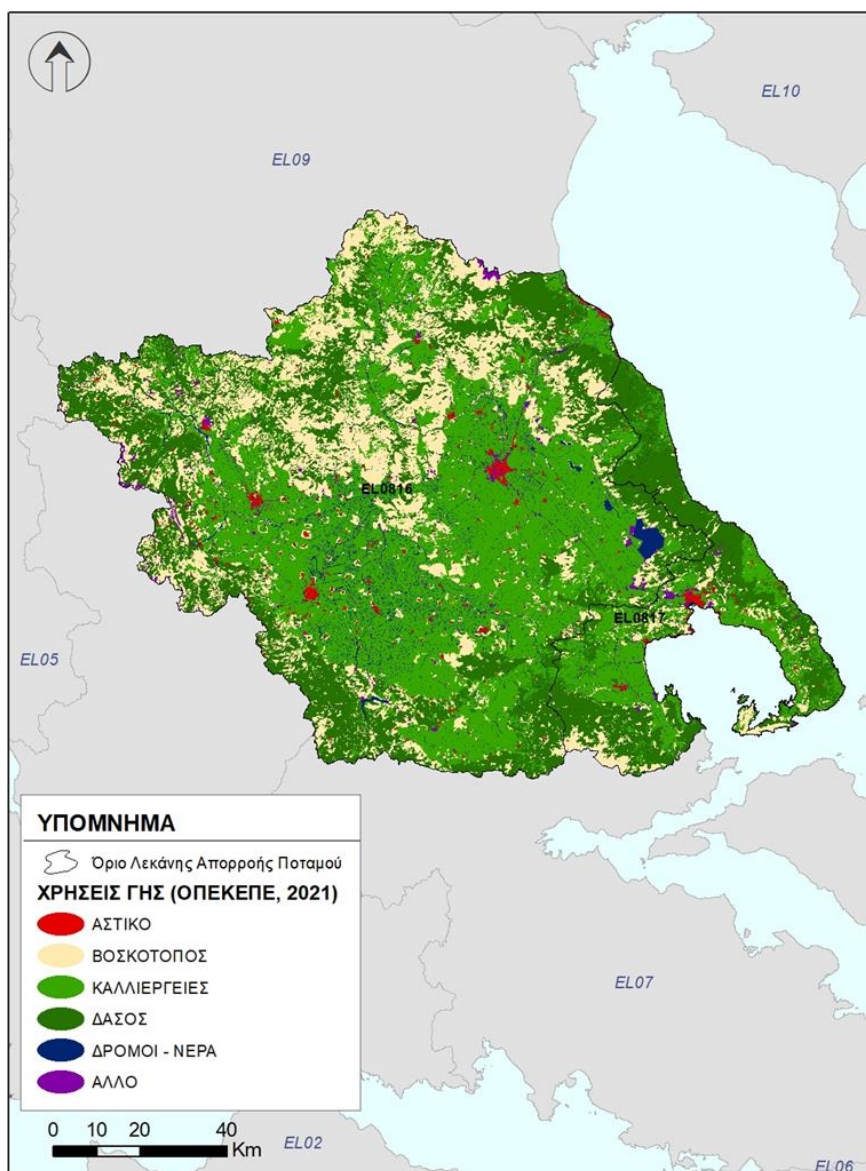 EL10
EL09
EL0816
EL0817
EL05
ΥΠΟΜΝΗΜΑ
Όριο Λεκάνης Απορροής Ποταμού
ΧΡΗΣΕΙΣ ΓΗΣ (ΟΠΕΚΕΠΕ, 2021)
ΑΣΤΙΚΟ
ΒΟΣΚΟΤΟΠΟΣ
ΚΑΛΛΙΕΡΓΕΙΕΣ
ΔΑΣΟΣ
ΔΡΟΜΟΙ - ΝΕΡΑ
ΑΛΛΟ
EL07
0 10 20 40
Km
EL02
EL06